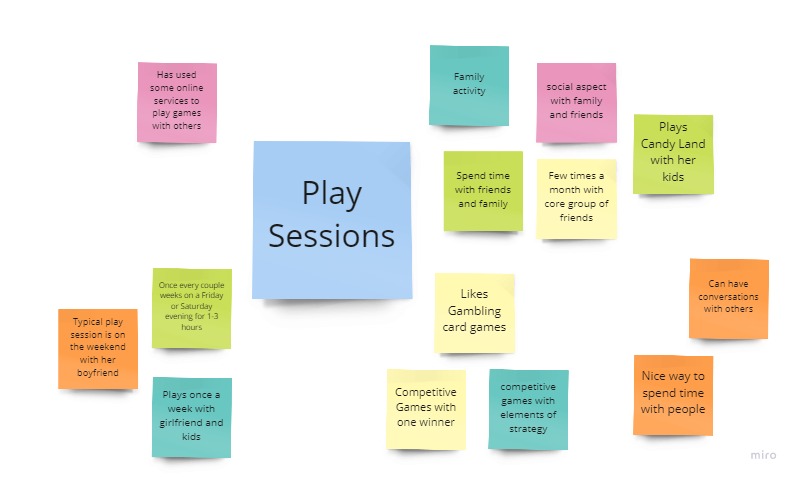 Has used
some online
services to
play games
with others
Family
activity
social aspect
with family
and friends
Plays
Candy Land
with her
kids
Play
Sessions
Spend time
with friends
and family
Few times a
month with
core group of
friends
Once every couple
weeks on a Friday
or Saturday
evening for 1-3
hours
Typical play
session is on
the weekend
with her
boyfriend
Plays once a
week with
girlfriend and
kids
Likes
Gambling
card games
Competitive
Games with
one winner
competitive
games with
elements of
strategy
Can have
conversations
with others
Nice way to
spend time
with people
miro